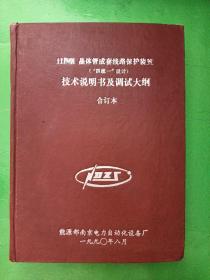 晶体管成套线路保护装置
("四统一"设计)
技术说明书及调试大纲
合订本
NDZS
能源部南京电力自动化设备厂
一九九〇年八月